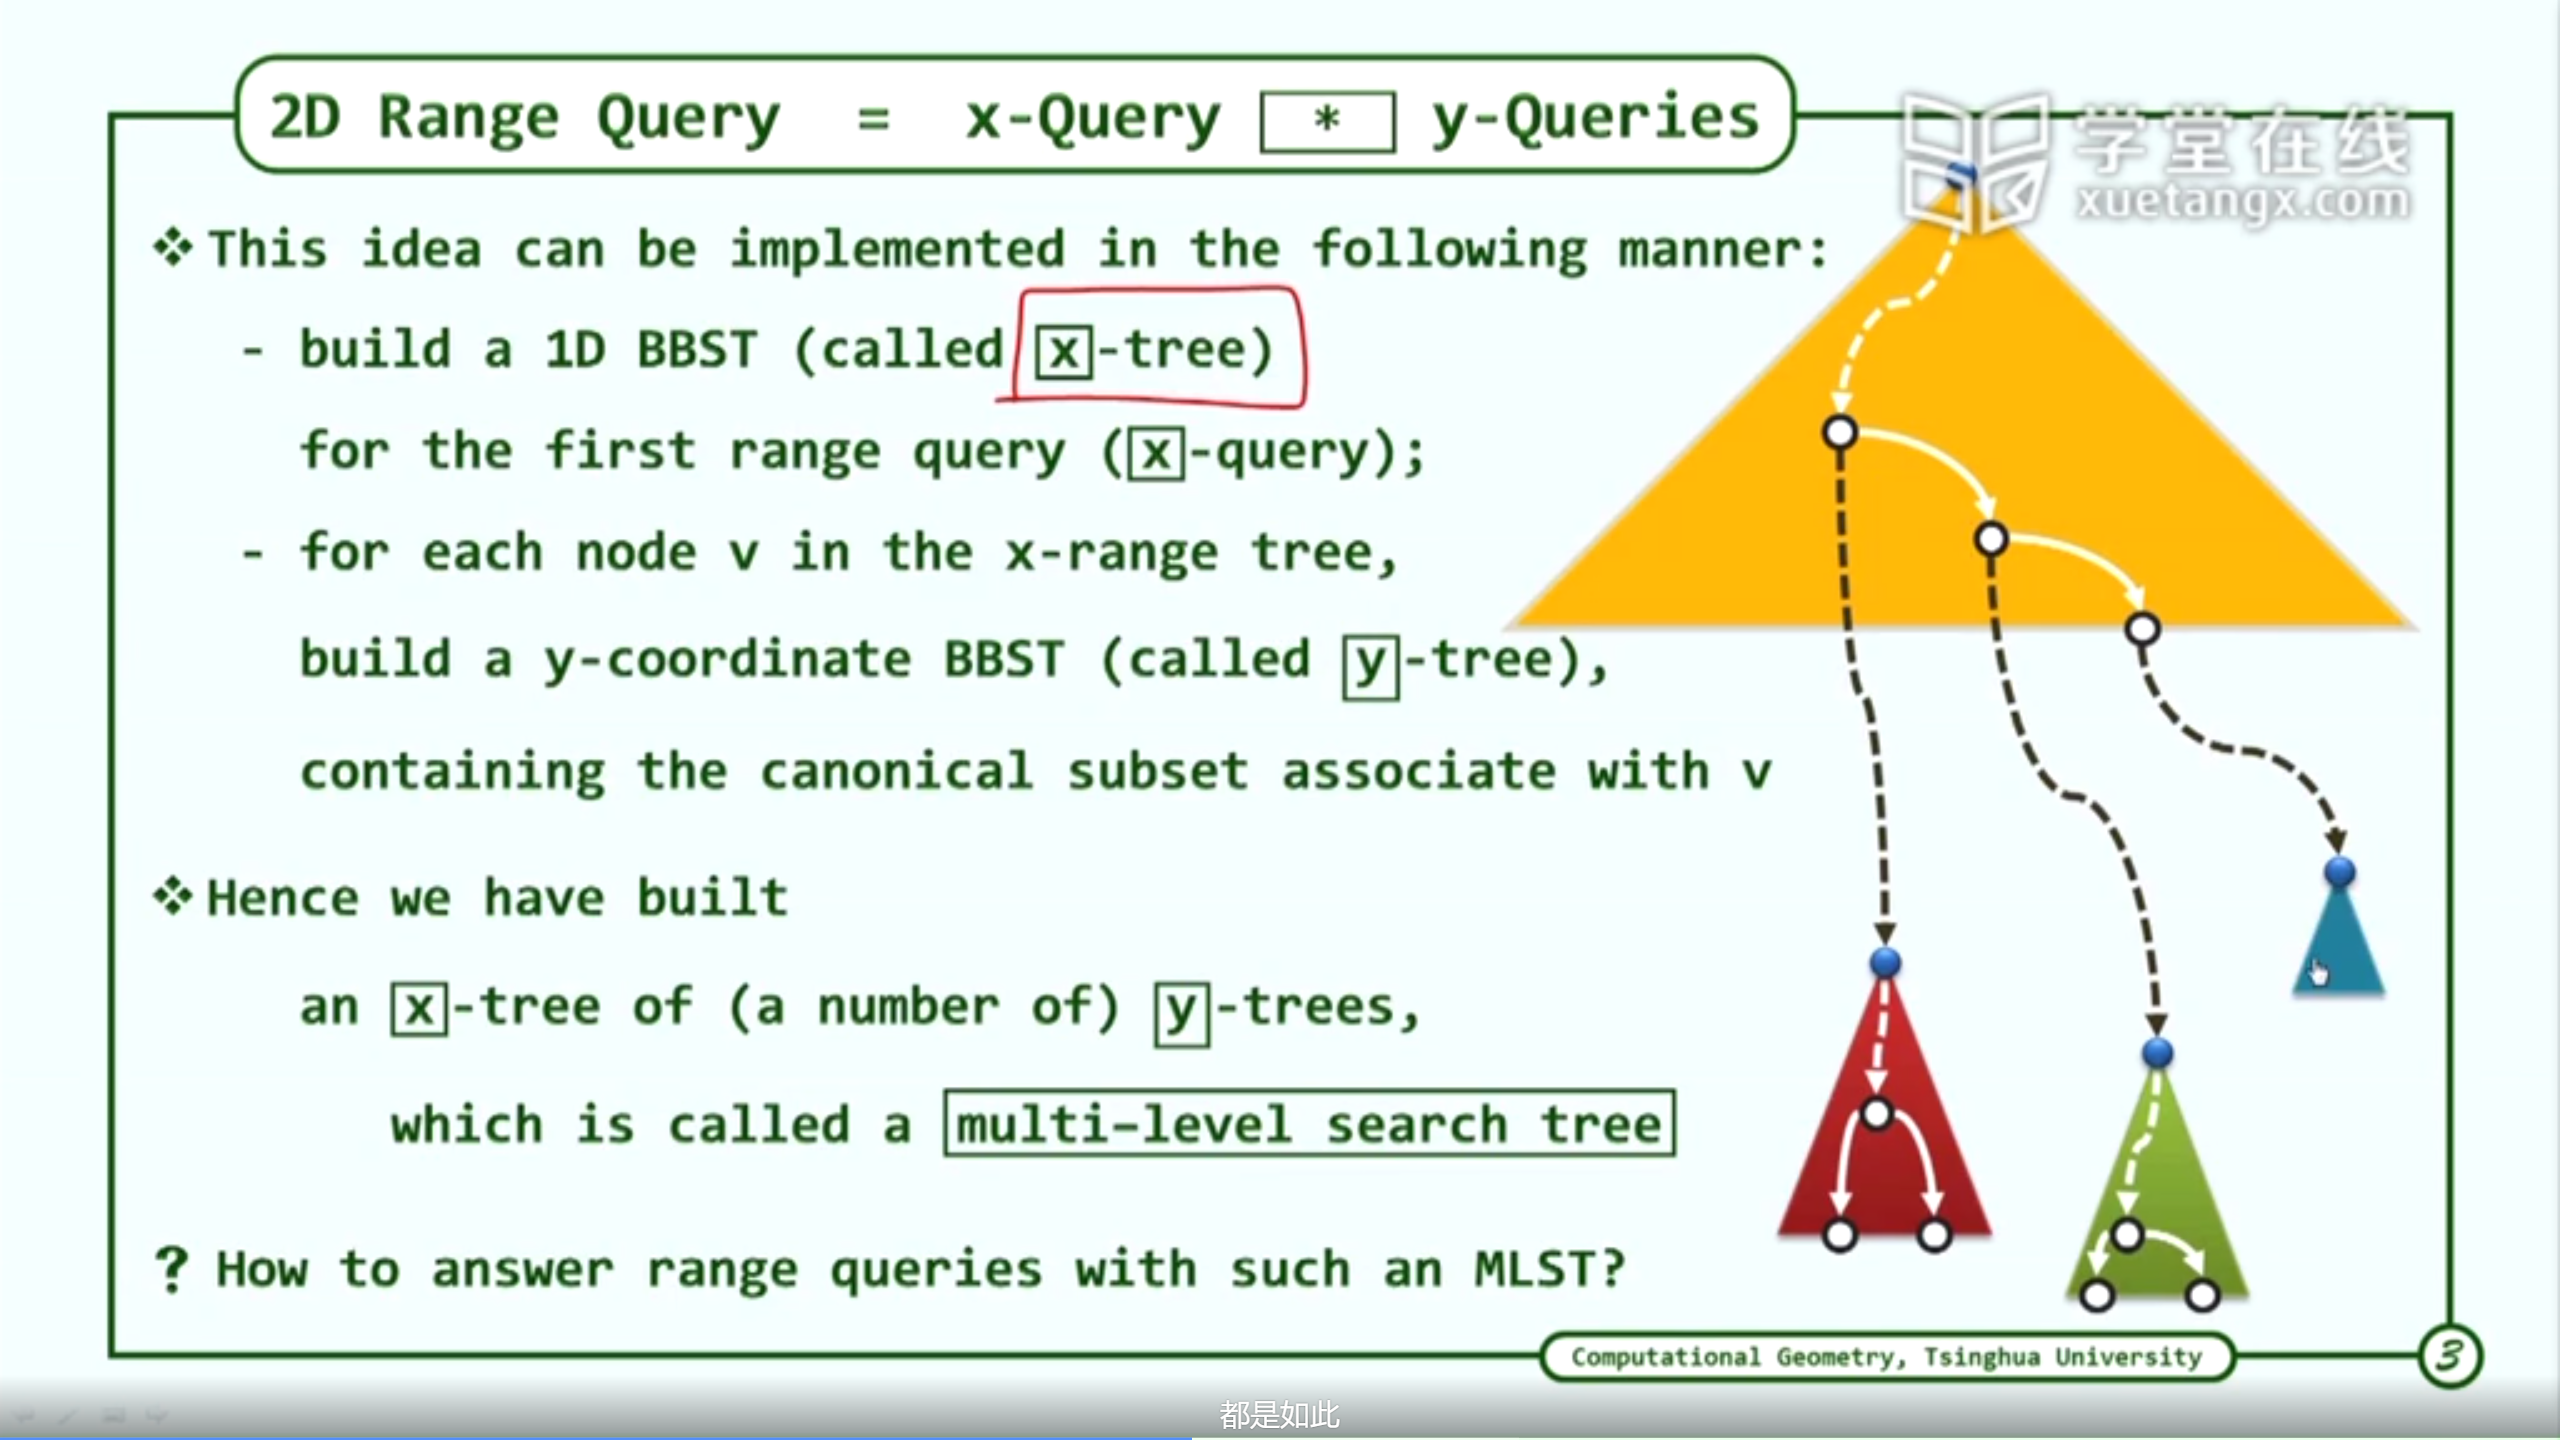 2D Range Query = x-Query * y-Queries
学堂在线
xuetangx.com
❖ This idea can be implemented in the following manner:
- build a 1D BBST (called x-tree)
for the first range query (x-query);
- for each node v in the x-range tree,
build a y-coordinate BBST (called y-tree),
containing the canonical subset associate with v
❖ Hence we have built
an x-tree of (a number of) y-trees,
which is called a multi-level search tree
? How to answer range queries with such an MLST?
Computational Geometry, Tsinghua University
3
都是如此